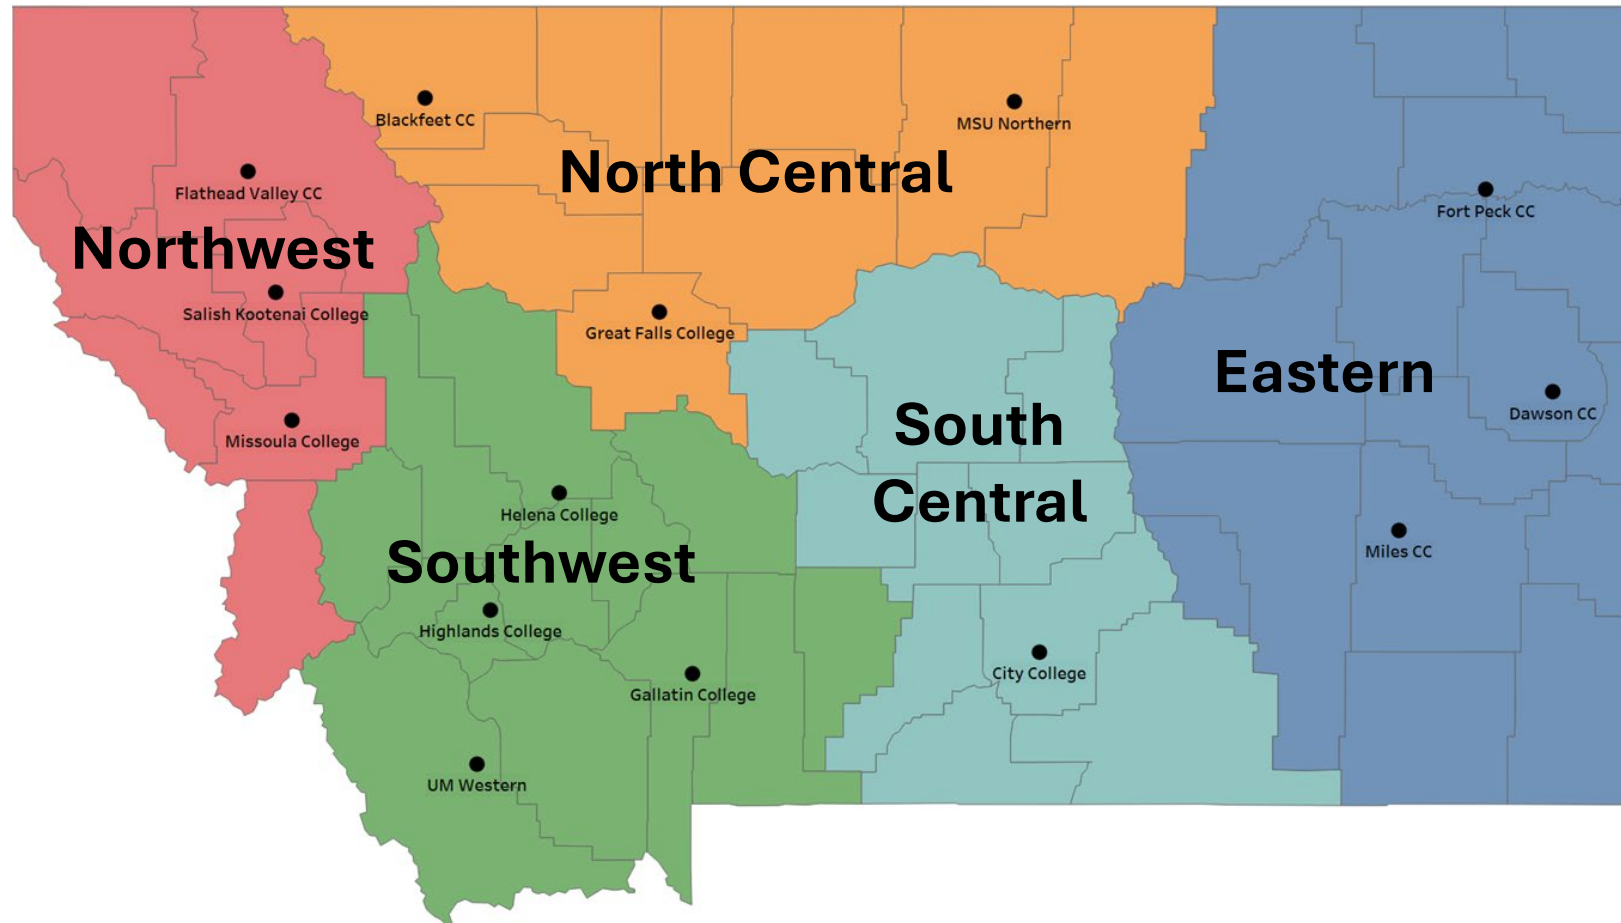 Blackfeet CC
MSU Northern
North Central
Flathead Valley CC
Fort Peck CC
Northwest
Salish Kootenai College
Great Falls College
Eastern
Dawson CC
South
Central
Missoula College
Helena College
Miles CC
Southwest
Highlands College
City College
Gallatin College
UM Western